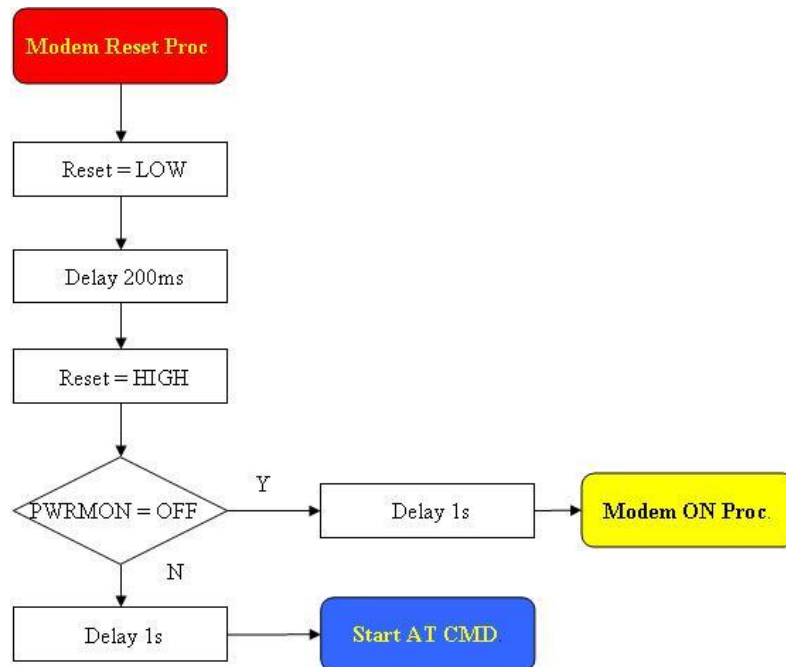 Modem Reset Proc
Reset = LOW
Delay 200ms
Reset = HIGH
PWRMON = OFF
Y
Delay 1s
Modem ON Proc.
N
Delay 1s
Start AT CMD.